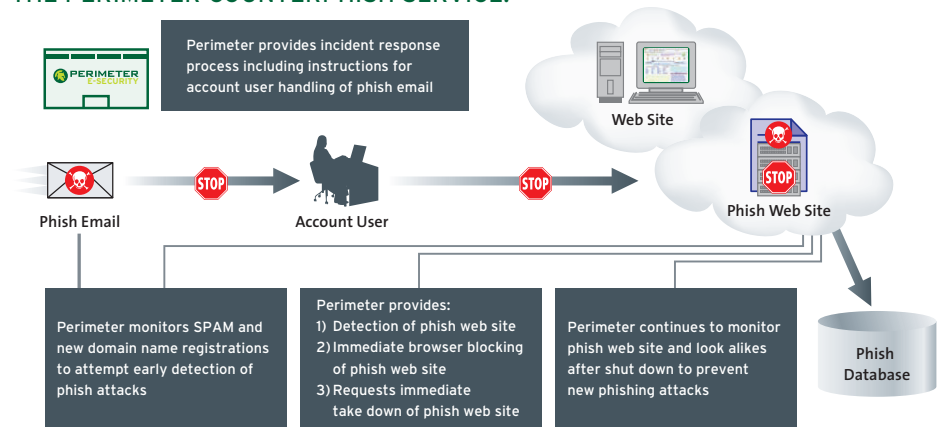 THE PERIMETER COUNTERPHISH SERVICE:
PERIMETER
E-SECURITY
Perimeter provides incident response
process including instructions for
account user handling of phish email
Web Site
STOP
STOP
STOP
Phish Email
Account User
Phish Web Site
Perimeter monitors SPAM and
new domain name registrations
to attempt early detection of
phish attacks
Perimeter provides:
1) Detection of phish web site
2) Immediate browser blocking
of phish web site
3) Requests immediate
take down of phish web site
Perimeter continues to monitor
phish web site and look alikes
after shut down to prevent
new phishing attacks
Phish
Database